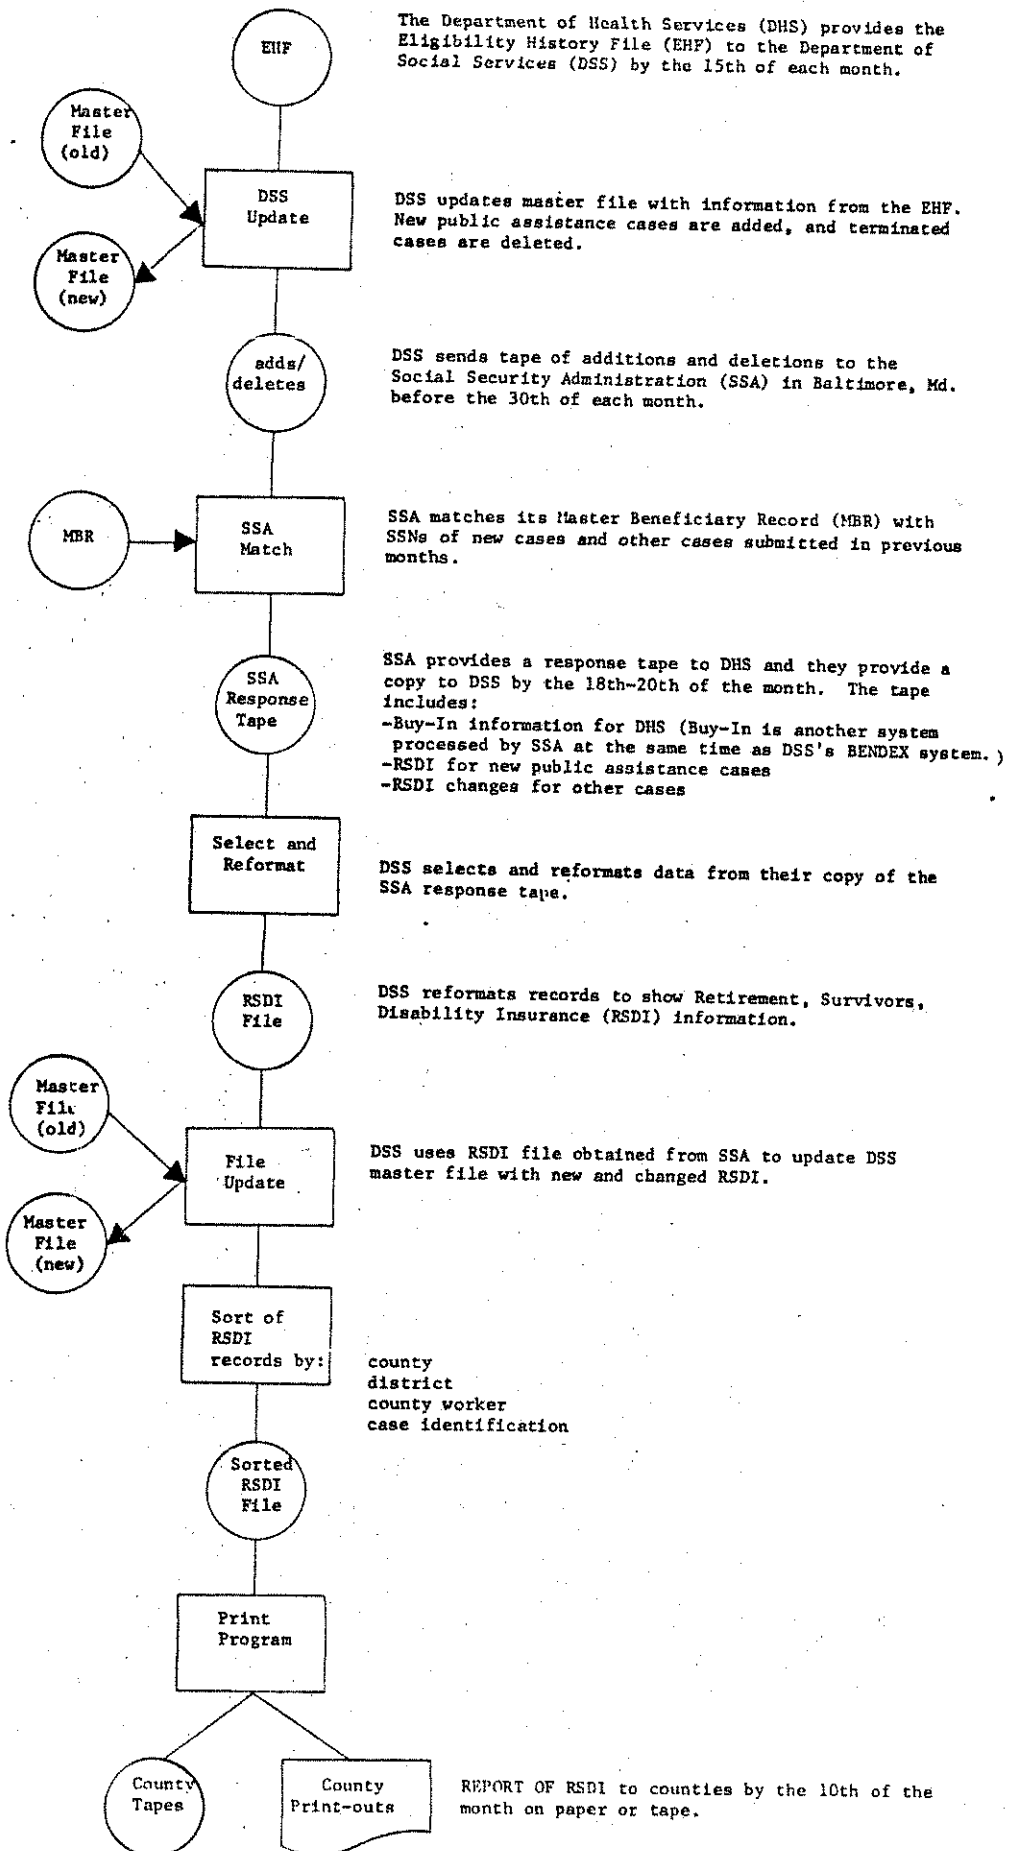 EHF
The Department of Health Services (DHS) provides the
Eligibility History File (EHF) to the Department of
Social Services (DSS) by the 15th of each month.
Master
File
(old)
DSS
Update
Master
File
(new)
DSS updates master file with information from the EHF.
New public assistance cases are added, and terminated
cases are deleted.
adds/
deletes
DSS sends tape of additions and deletions to the
Social Security Administration (SSA) in Baltimore, Md.
before the 30th of each month.
MBR
SSA
Match
SSA matches its Master Beneficiary Record (MBR) with
SSNs of new cases and other cases submitted in previous
months.
SSA
Response
Tape
SSA provides a response tape to DHS and they provide a
copy to DSS by the 18th-20th of the month. The tape
includes:
-Buy-In information for DHS (Buy-In is another system
processed by SSA at the same time as DSS's BENDEX system.)
-RSDI for new public assistance cases
-RSDI changes for other cases
Select and
Reformat
DSS selects and reformats data from their copy of the
SSA response tape.
RSDI
File
DSS reformats records to show Retirement, Survivors,
Disability Insurance (RSDI) information.
Master
File
(old)
File
Update
Master
File
(new)
DSS uses RSDI file obtained from SSA to update DSS
master file with new and changed RSDI.
Sort of
RSDI
records by:
county
district
county worker
case identification
Sorted
RSDI
File
Print
Program
County
Tapes
County
Print-outs
REPORT OF RSDI to counties by the 10th of the
month on paper or tape.